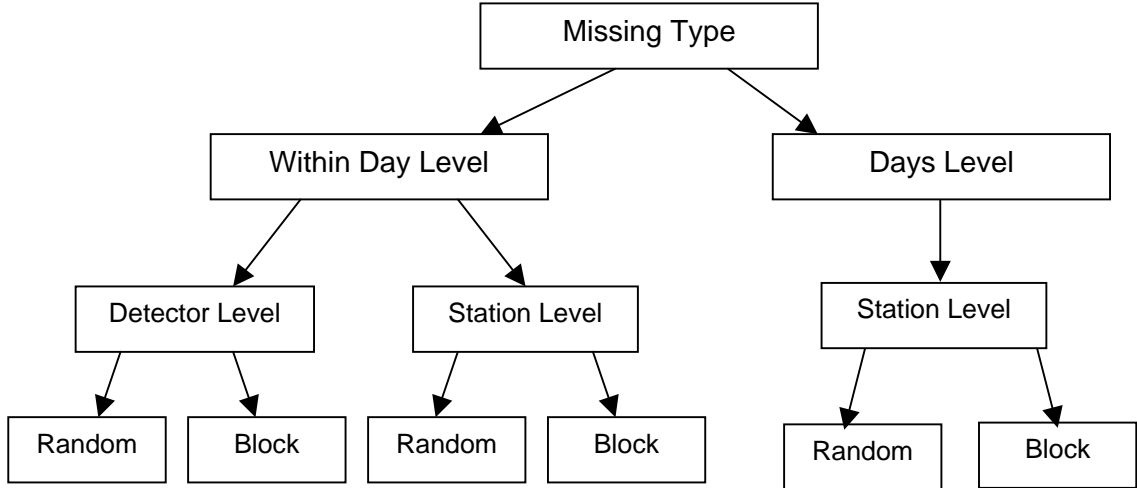 Missing Type
Within Day Level
Days Level
Detector Level
Station Level
Station Level
Random
Block
Random
Block
Random
Block